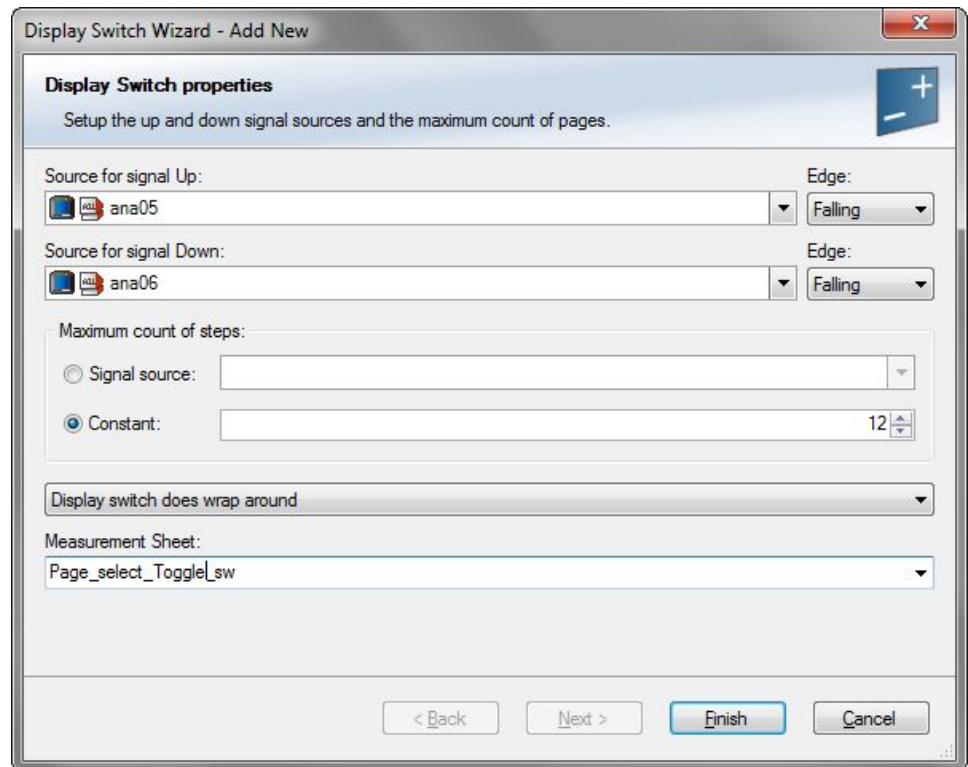 Display Switch Wizard - Add New
Display Switch properties
Setup the up and down signal sources and the maximum count of pages.
Source for signal Up:
Edge:
ana05
Falling
Source for signal Down:
Edge:
ana06
Falling
Maximum count of steps:
Signal source:
Constant:
12
Display switch does wrap around
Measurement Sheet:
Page_select_Toggle_sw
< Back
Next >
Finish
Cancel